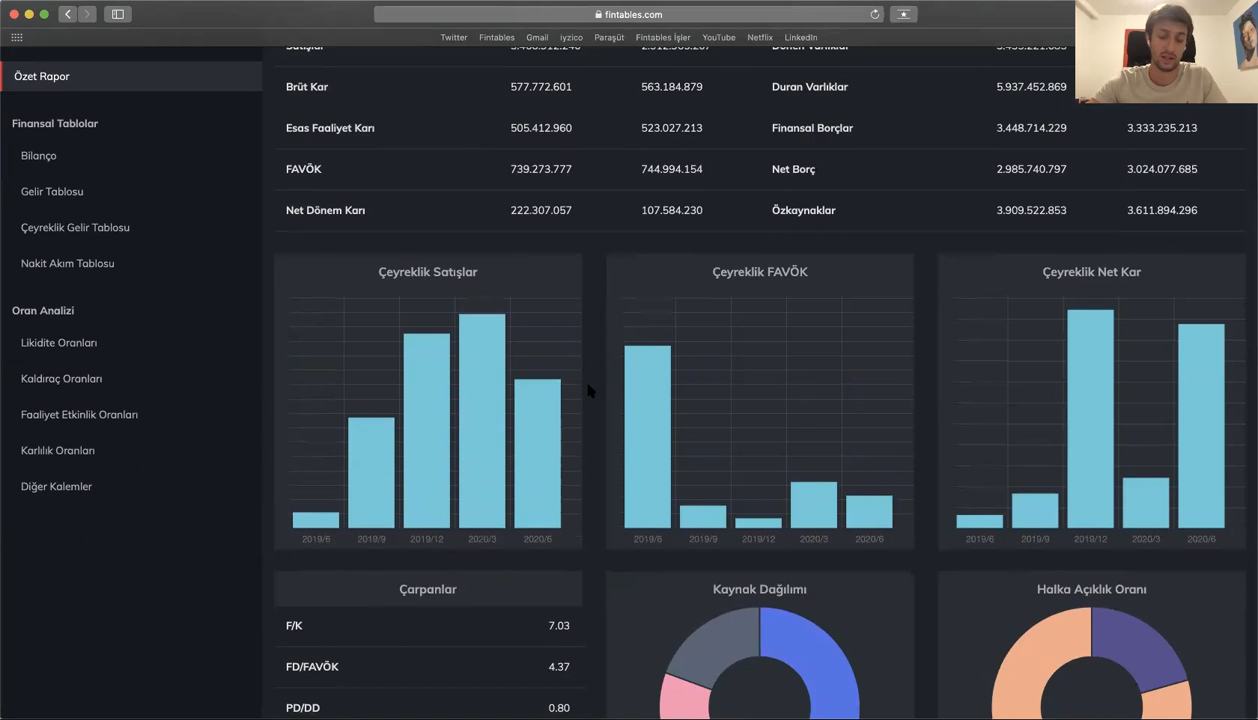 fintables.com
Twitter Fintables Gmail iyzico Paraşüt Fintables İşler YouTube Netflix LinkedIn
Özet Rapor
Finansal Tablolar
Bilanço
Gelir Tablosu
Çeyreklik Gelir Tablosu
Nakit Akım Tablosu
Oran Analizi
Likidite Oranları
Kaldıraç Oranları
Faaliyet Etkinlik Oranları
Karlılık Oranları
Diğer Kalemler
Satışlar Dönen Varlıklar
Brüt Kar 577.772.601 563.184.879 Duran Varlıklar 5.937.452.869
Esas Faaliyet Karı 505.412.960 523.027.213 Finansal Borçlar 3.448.714.229 3.333.235.213
FAVÖK 739.273.777 744.994.154 Net Borç 2.985.740.797 3.024.077.685
Net Dönem Karı 222.307.057 107.584.230 Özkaynaklar 3.909.522.853 3.611.894.296
Çeyreklik Satışlar
2019/6 2019/9 2019/12 2020/3 2020/6
Çeyreklik FAVÖK
2019/6 2019/9 2019/12 2020/3 2020/6
Çeyreklik Net Kar
2019/6 2019/9 2019/12 2020/3 2020/6
Çarpanlar
F/K 7.03
FD/FAVÖK 4.37
PD/DD 0.80
Kaynak Dağılımı
Halka Açıklık Oranı